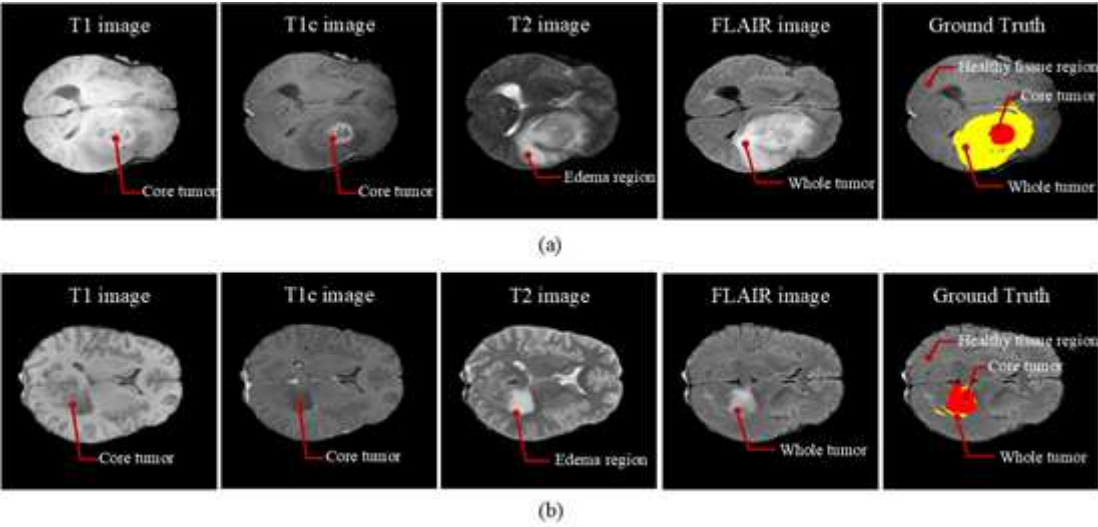 T1 image
T1c image
T2 image
FLAIR image
Ground Truth
Healthy tissue region
Core tumor
Core tumor
Core tumor
Edema region
Whole tumor
Whole tumor
(a)
T1 image
T1c image
T2 image
FLAIR image
Ground Truth
Healthy tissue region
Core tumor
Core tumor
Core tumor
Edema region
Whole tumor
Whole tumor
(b)